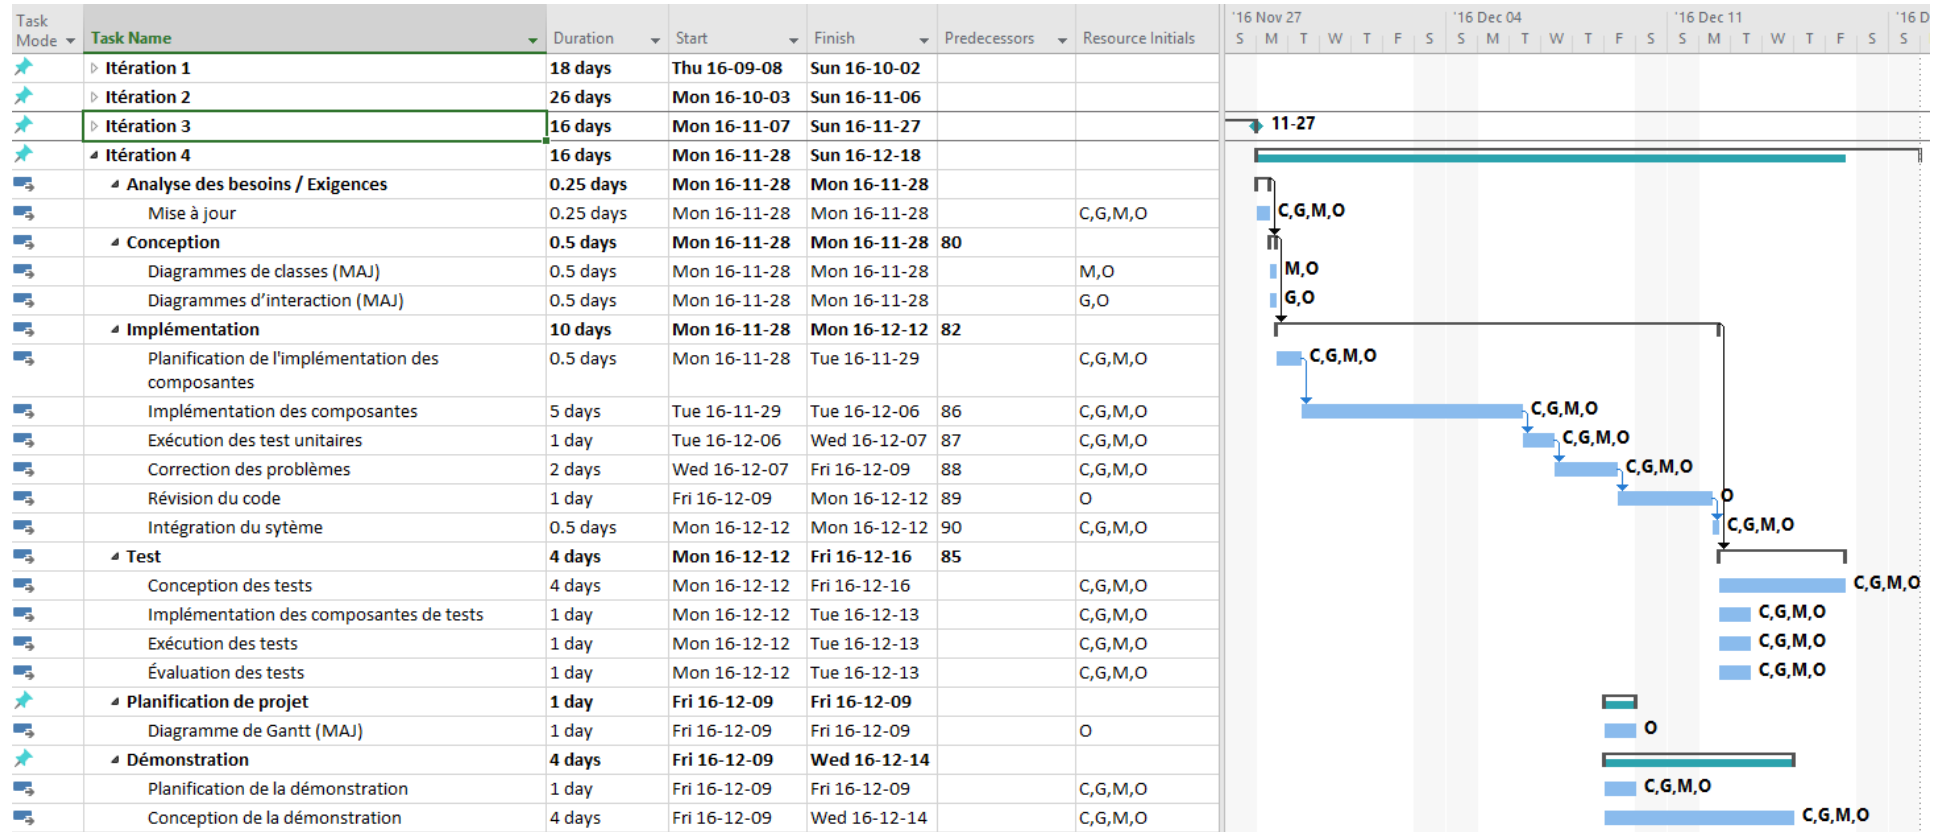 Task Mode Task Name Duration Start Finish Predecessors Resource Initials
'16 Nov 27 '16 Dec 04 '16 Dec 11 '16 D
S M T W T F S S M T W T F S S M T W T F S S
Itération 1 18 days Thu 16-09-08 Sun 16-10-02
Itération 2 26 days Mon 16-10-03 Sun 16-11-06
Itération 3 16 days Mon 16-11-07 Sun 16-11-27 11-27
Itération 4 16 days Mon 16-11-28 Sun 16-12-18
Analyse des besoins / Exigences 0.25 days Mon 16-11-28 Mon 16-11-28
Mise à jour 0.25 days Mon 16-11-28 Mon 16-11-28 C,G,M,O C,G,M,O
Conception 0.5 days Mon 16-11-28 Mon 16-11-28 80
Diagrammes de classes (MAJ) 0.5 days Mon 16-11-28 Mon 16-11-28 M,O M,O
Diagrammes d'interaction (MAJ) 0.5 days Mon 16-11-28 Mon 16-11-28 G,O G,O
Implémentation 10 days Mon 16-11-28 Mon 16-12-12 82
Planification de l'implémentation des 0.5 days Mon 16-11-28 Tue 16-11-29 C,G,M,O C,G,M,O
composantes
Implémentation des composantes 5 days Tue 16-11-29 Tue 16-12-06 86 C,G,M,O C,G,M,O
Exécution des test unitaires 1 day Tue 16-12-06 Wed 16-12-07 87 C,G,M,O C,G,M,O
Correction des problèmes 2 days Wed 16-12-07 Fri 16-12-09 88 C,G,M,O C,G,M,O
Révision du code 1 day Fri 16-12-09 Mon 16-12-12 89 O O
Intégration du sytème 0.5 days Mon 16-12-12 Mon 16-12-12 90 C,G,M,O C,G,M,O
Test 4 days Mon 16-12-12 Fri 16-12-16 85
Conception des tests 4 days Mon 16-12-12 Fri 16-12-16 C,G,M,O C,G,M,O
Implémentation des composantes de tests 1 day Mon 16-12-12 Tue 16-12-13 C,G,M,O C,G,M,O
Exécution des tests 1 day Mon 16-12-12 Tue 16-12-13 C,G,M,O C,G,M,O
Évaluation des tests 1 day Mon 16-12-12 Tue 16-12-13 C,G,M,O C,G,M,O
Planification de projet 1 day Fri 16-12-09 Fri 16-12-09
Diagramme de Gantt (MAJ) 1 day Fri 16-12-09 Fri 16-12-09 O O
Démonstration 4 days Fri 16-12-09 Wed 16-12-14
Planification de la démonstration 1 day Fri 16-12-09 Fri 16-12-09 C,G,M,O C,G,M,O
Conception de la démonstration 4 days Fri 16-12-09 Wed 16-12-14 C,G,M,O C,G,M,O